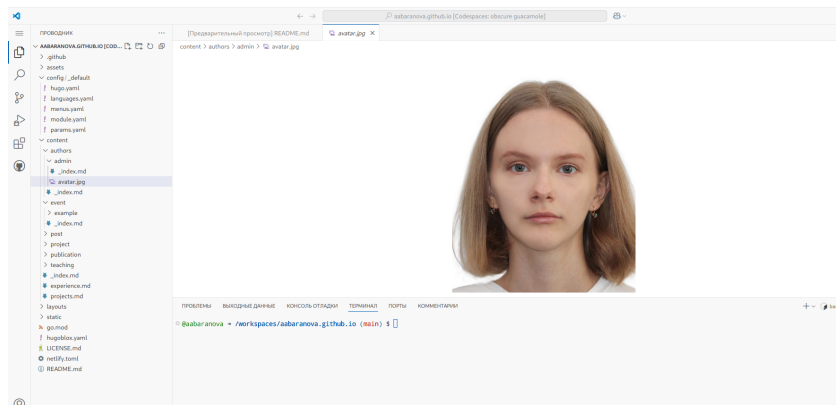 aabaranova.github.io [Codespaces: obscure guacamole]
ПРОВОДНИК
AABARANOVA.GITHUB.IO [COD...
.github
assets
config / _default
hugo.yaml
languages.yaml
menus.yaml
module.yaml
params.yaml
content
authors
admin
_index.md
avatar.jpg
_index.md
event
example
_index.md
post
project
publication
teaching
_index.md
experience.md
projects.md
layouts
static
go.mod
hugoblox.yaml
LICENSE.md
netlify.toml
README.md
[Предварительный просмотр] README.md
avatar.jpg
content > authors > admin > avatar.jpg
ПРОБЛЕМЫ ВЫХОДНЫЕ ДАННЫЕ КОНСОЛЬ ОТЛАДКИ ТЕРМИНАЛ ПОРТЫ КОММЕНТАРИИ
@aabaranova → /workspaces/aabaranova.github.io (main) $